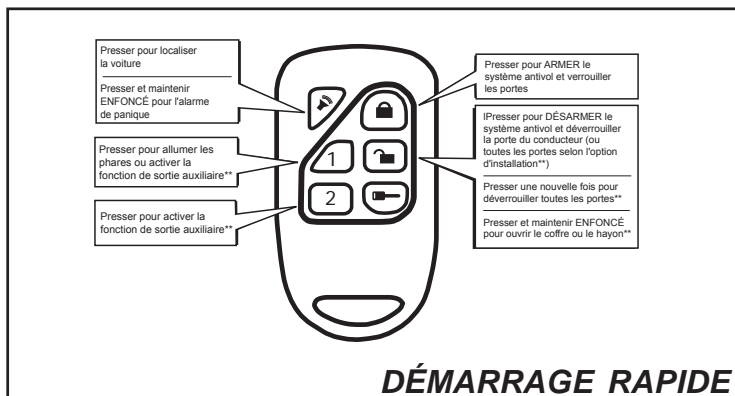 Presser pour localiser
la voiture
Presser et maintenir
ENFONCÉ pour l'alarme
de panique
Presser pour allumer les
phares ou activer la
fonction de sortie auxiliaire**
Presser pour activer la
fonction de sortie auxiliaire**
1
2
Presser pour ARMER le
système antivol et verrouiller
les portes
IPresser pour DÉSARMER le
système antivol et déverrouiller
la porte du conducteur (ou
toutes les portes selon l'option
d'installation**)
Presser une nouvelle fois pour
déverrouiller toutes les portes**
Presser et maintenir ENFONCÉ
pour ouvrir le coffre ou le hayon**
DÉMARRAGE RAPIDE